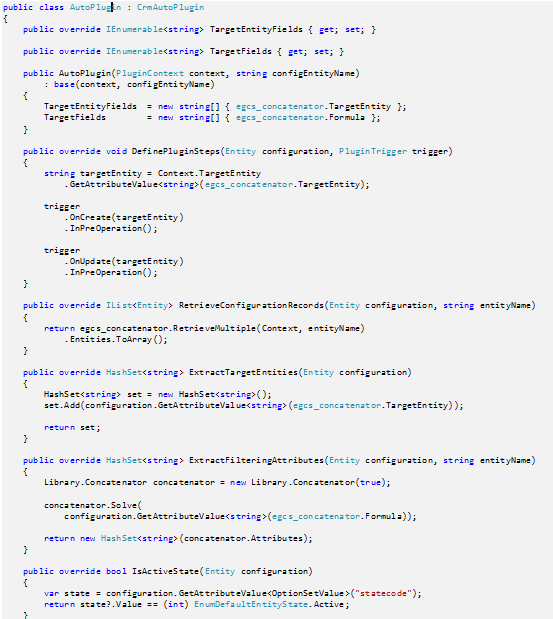 public class AutoPlugin : CrmAutoPlugin
{
    public override IEnumerable<string> TargetEntityFields { get; set; }

    public override IEnumerable<string> TargetFields { get; set; }

    public AutoPlugin(PluginContext context, string configEntityName)
        : base(context, configEntityName)
    {
        TargetEntityFields  = new string[] { egcs_concatenator.TargetEntity };
        TargetFields        = new string[] { egcs_concatenator.Formula };
    }

    public override void DefinePluginSteps(Entity configuration, PluginTrigger trigger)
    {
        string targetEntity = Context.TargetEntity
            .GetAttributeValue<string>(egcs_concatenator.TargetEntity);

        trigger
            .OnCreate(targetEntity)
            .InPreOperation();

        trigger
            .OnUpdate(targetEntity)
            .InPreOperation();
    }

    public override IList<Entity> RetrieveConfigurationRecords(Entity configuration, string entityName)
    {
        return egcs_concatenator.RetrieveMultiple(Context, entityName)
            .Entities.ToArray();
    }

    public override HashSet<string> ExtractTargetEntities(Entity configuration)
    {
        HashSet<string> set = new HashSet<string>();
        set.Add(configuration.GetAttributeValue<string>(egcs_concatenator.TargetEntity));

        return set;
    }

    public override HashSet<string> ExtractFilteringAttributes(Entity configuration, string entityName)
    {
        Library.Concatenator concatenator = new Library.Concatenator(true);

        concatenator.Solve(
            configuration.GetAttributeValue<string>(egcs_concatenator.Formula));

        return new HashSet<string>(concatenator.Attributes);
    }

    public override bool IsActiveState(Entity configuration)
    {
        var state = configuration.GetAttributeValue<OptionSetValue>("statecode");
        return state?.Value == (int) EnumDefaultEntityState.Active;
    }